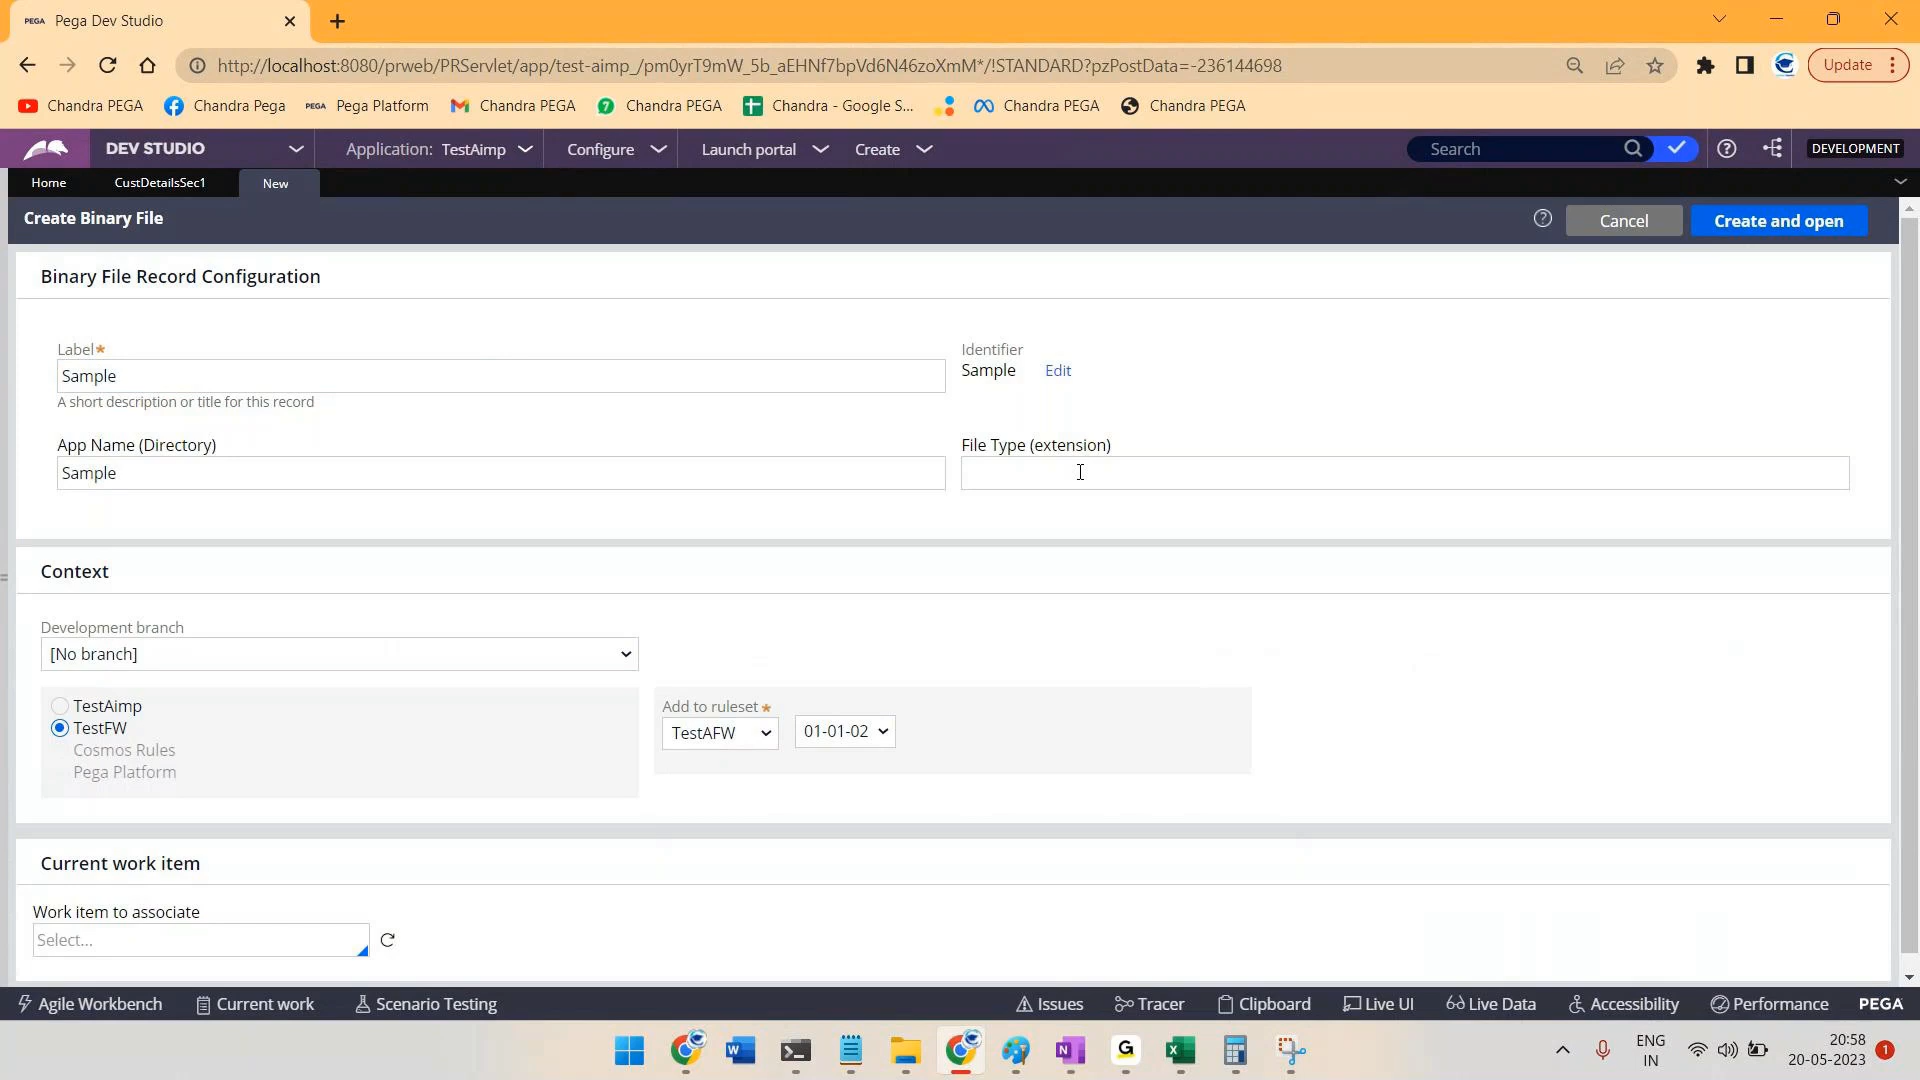 PEGA Pega Dev Studio
http://localhost:8080/prweb/PRServlet/app/test-aimp_/pm0yrT9mW_5b_aEHNf7bpVd6N46zoXmM*/!STANDARD?pzPostData=-236144698 Update
Chandra PEGA Chandra Pega PEGA Pega Platform Chandra PEGA 7 Chandra PEGA Chandra - Google S... Chandra PEGA Chandra PEGA
DEV STUDIO Application: TestAimp Configure Launch portal Create Search DEVELOPMENT
Home CustDetailsSec1 New
Create Binary File Cancel Create and open
Binary File Record Configuration
Label* Identifier
Sample Sample Edit
A short description or title for this record
App Name (Directory) File Type (extension)
Sample
Context
Development branch
[No branch]
TestAimp Add to ruleset *
TestFW TestAFW 01-01-02
Cosmos Rules
Pega Platform
Current work item
Work item to associate
Select...
Agile Workbench Current work Scenario Testing Issues Tracer Clipboard Live UI Live Data Accessibility Performance PEGA
ENG 20:58
IN 20-05-2023 1